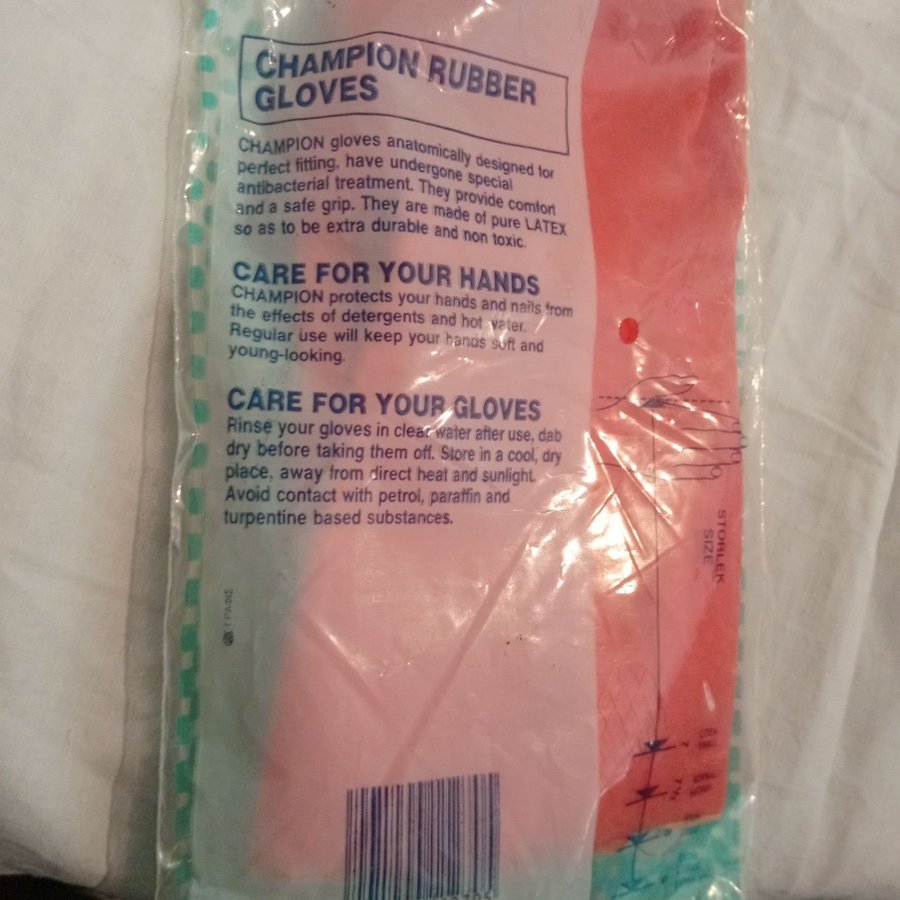 CHAMPION RUBBER
GLOVES
CHAMPION gloves anatomically designed for
perfect fitting, have undergone special
antibacterial treatment. They provide comfort
and a safe grip. They are made of pure LATEX
so as to be extra durable and non toxic.
CARE FOR YOUR HANDS
CHAMPION protects your hands and nails from
the effects of detergents and hot water.
Regular use will keep your hands soft and
young-looking.
CARE FOR YOUR GLOVES
Rinse your gloves in clear water after use, dab
dry before taking them off. Store in a cool, dry
place, away from direct heat and sunlight.
Avoid contact with petrol, paraffin and
turpentine based substances.
STORLEK
SIZE
7
7½